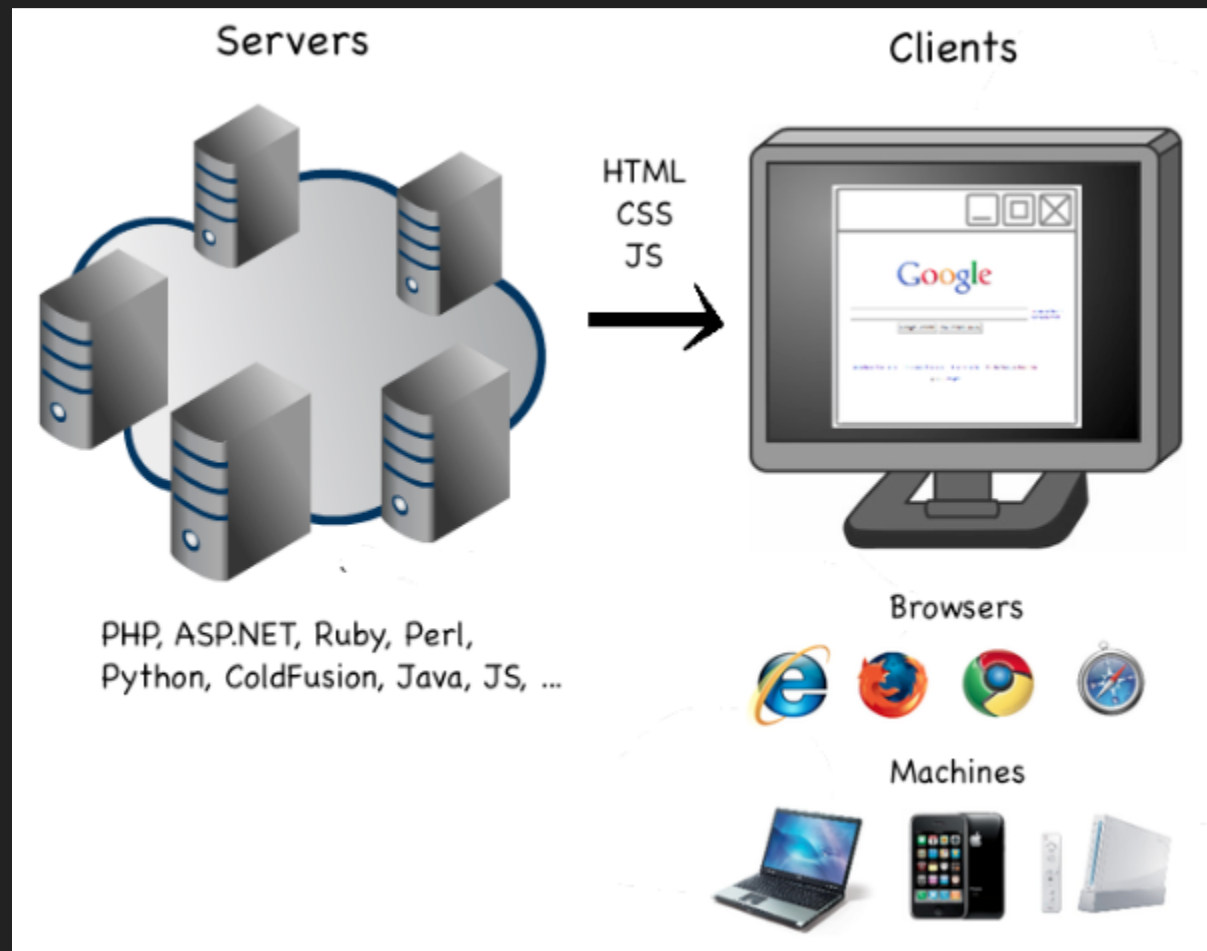 Servers
PHP, ASP.NET, Ruby, Perl,
Python, ColdFusion, Java, JS, ...
HTML
CSS
JS
Clients
Google
Browsers
Machines